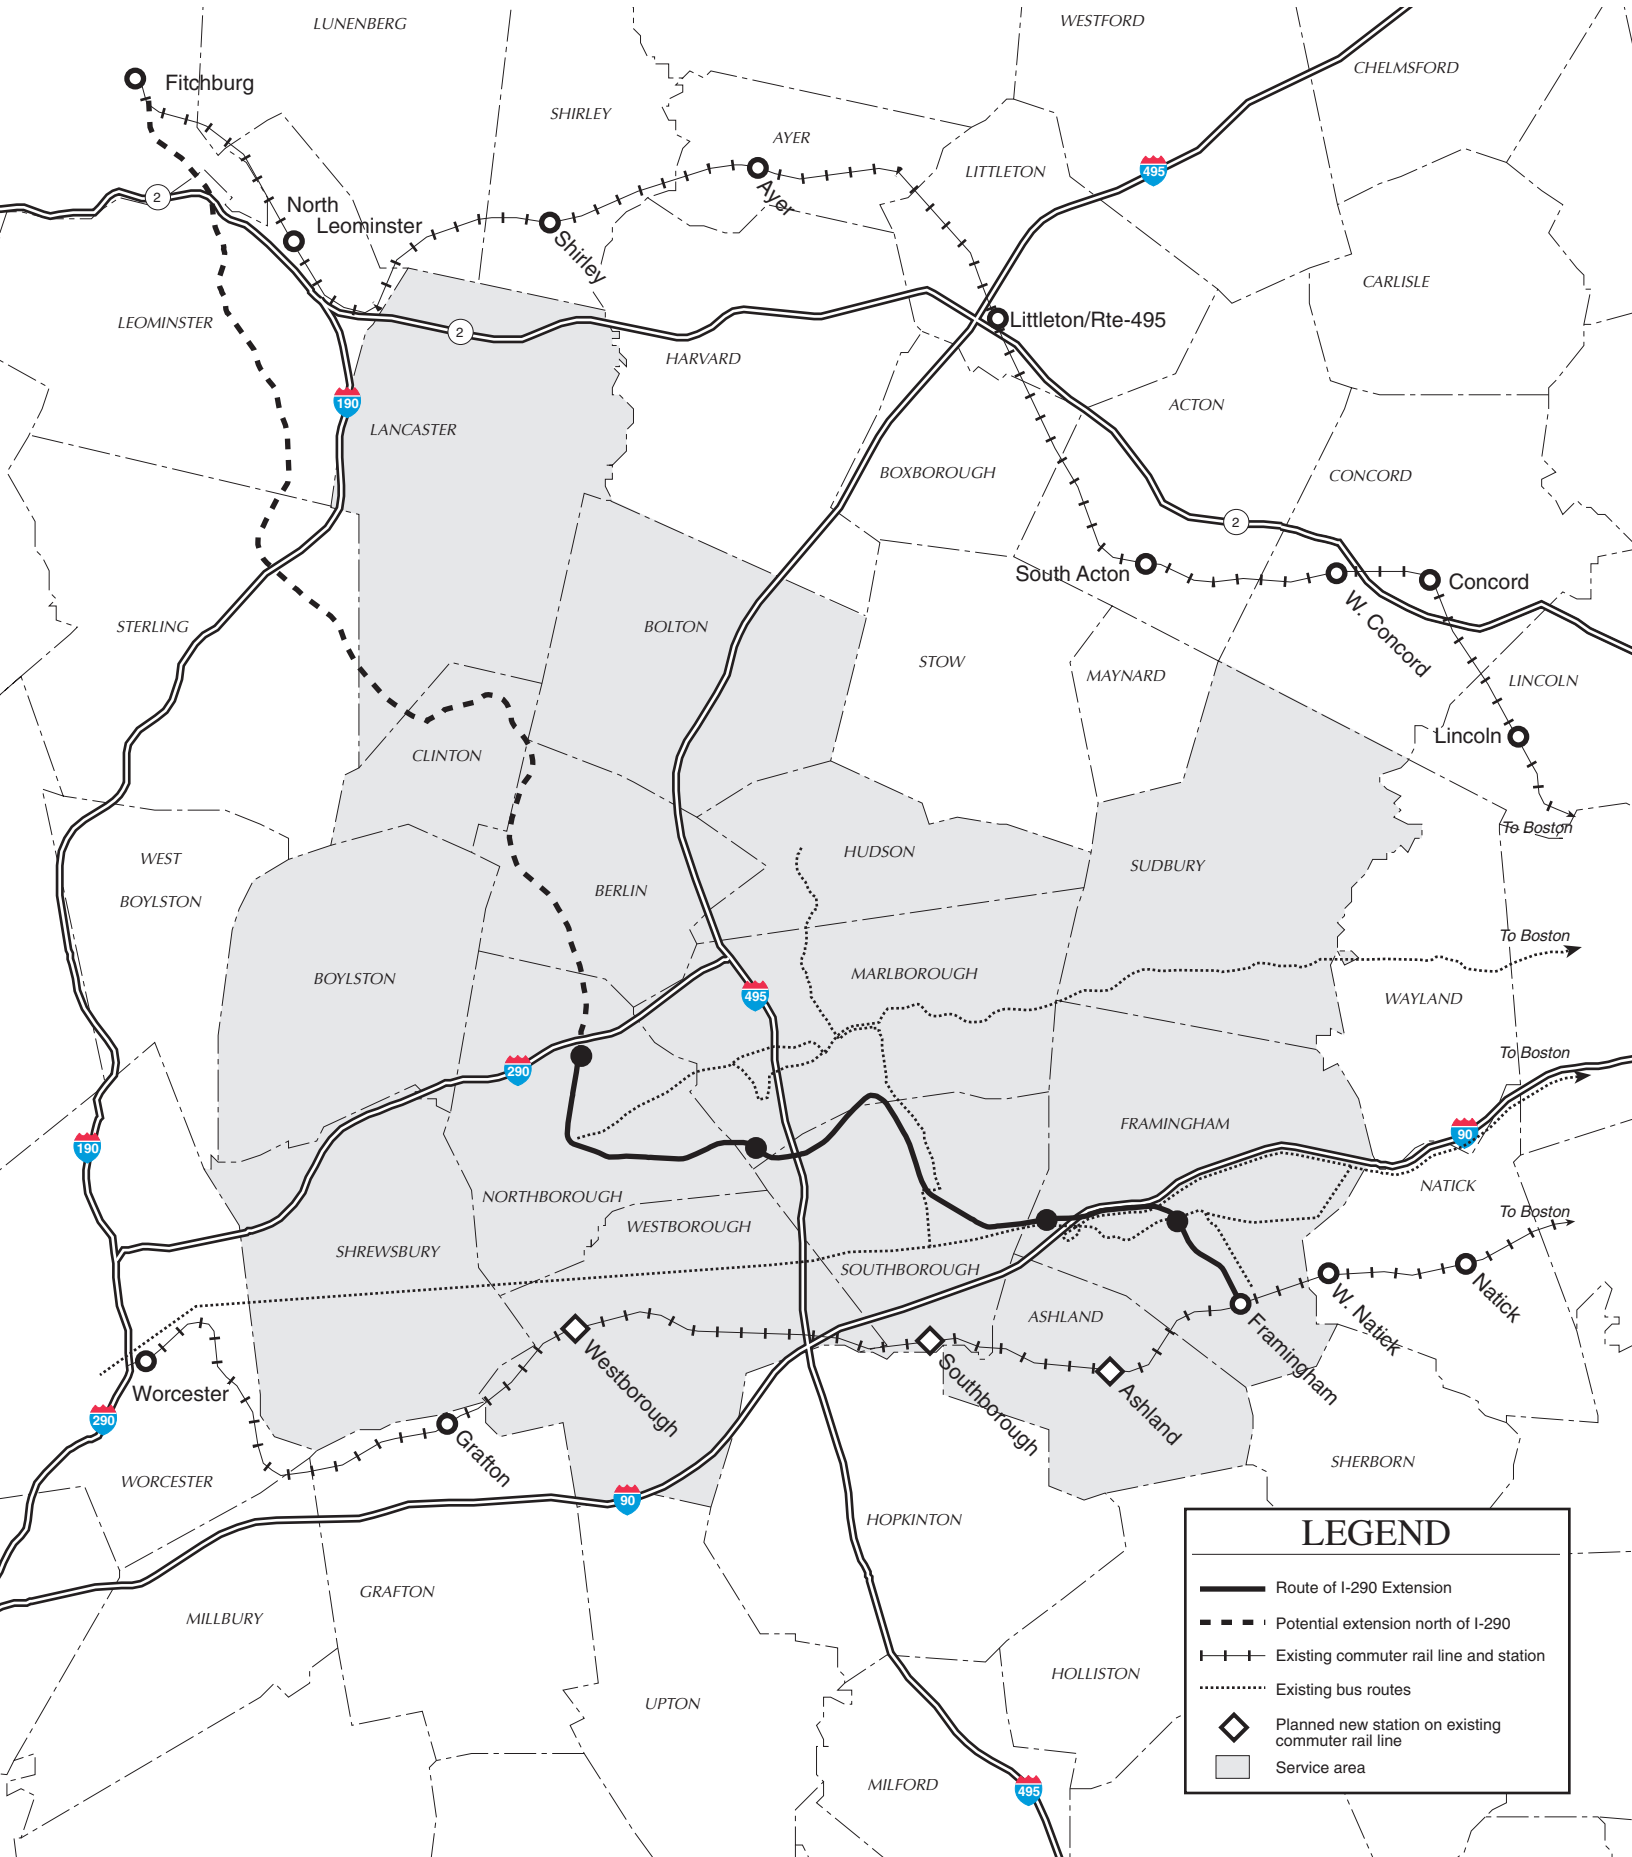 LUNENBERG
WESTFORD
CHELMSFORD
Fitchburg
SHIRLEY
AYER
LITTLETON
495
2
North
Leominster
Ayer
Shirley
CARLISLE
LEOMINSTER
2
Littleton/Rte-495
HARVARD
190
LANCASTER
ACTON
BOXBOROUGH
CONCORD
2
South Acton
Concord
W. Concord
STERLING
BOLTON
STOW
MAYNARD
LINCOLN
Lincoln
CLINTON
To Boston
WEST
BOYLSTON
HUDSON
SUDBURY
BERLIN
To Boston
BOYLSTON
MARLBOROUGH
495
WAYLAND
To Boston
290
FRAMINGHAM
90
190
NATICK
NORTHBOROUGH
WESTBOROUGH
To Boston
SHREWSBURY
SOUTHBOROUGH
ASHLAND
W. Natick
Natick
Framingham
Westborough
Southborough
Ashland
Worcester
290
Grafton
WORCESTER
SHERBORN
90
HOPKINTON
GRAFTON
MILLBURY
HOLLISTON
UPTON
MILFORD
495
LEGEND
Route of I-290 Extension
Potential extension north of I-290
Existing commuter rail line and station
Existing bus routes
Planned new station on existing
commuter rail line
Service area